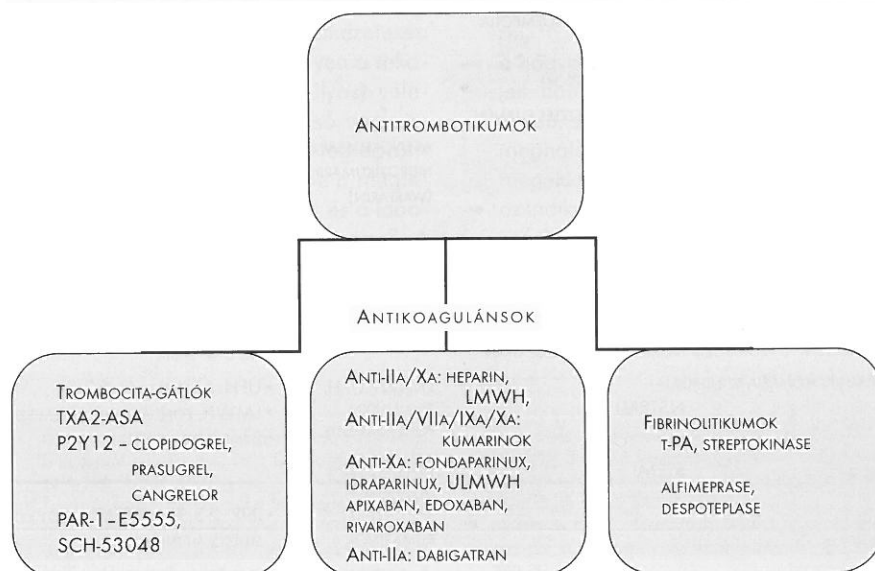 ANTITROMBOTIKUMOK
ANTIKOAGULÁNSOK
TROMBOCITA-GÁTLÓK
TXA2-ASA
P2Y12 – CLOPIDOGREL,
PRASUGREL,
CANGRELOR
PAR-1 – E5555,
SCH-53048
ANTI-IIA/XA: HEPARIN,
LMWH,
ANTI-IIA/VIIA/IXA/XA:
KUMARINOK
ANTI-XA: FONDAPARINUX,
IDRAPARINUX, ULMWH
APIXABAN, EDOXABAN,
RIVAROXABAN
ANTI-IIA: DABIGATRAN
FIBRINOLITIKUMOK
T-PA, STREPTOKINASE
ALFIMEPRASE,
DESPOTEPLASE